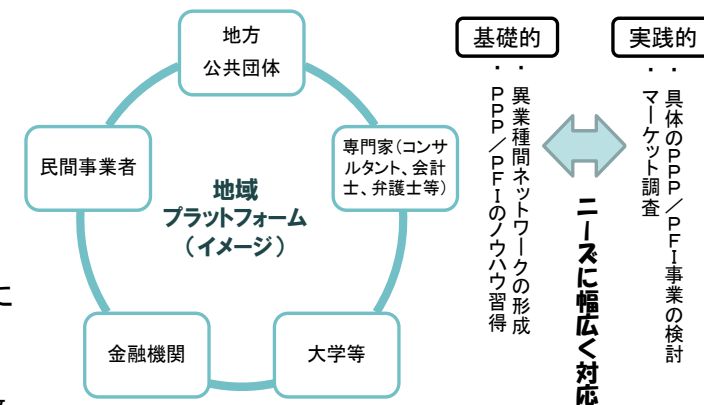 地方
公共団体
民間事業者
専門家（コンサ
ルタント、会計
士、弁護士等）
地域
プラットフォーム
（イメージ）
金融機関
大学等
に
基礎的
・異業種間ネットワークの形成
・PPP／PFIのノウハウ習得
ニーズに幅広く対応
実践的
・具体のPPP／PFI事業の検討
・マーケット調査